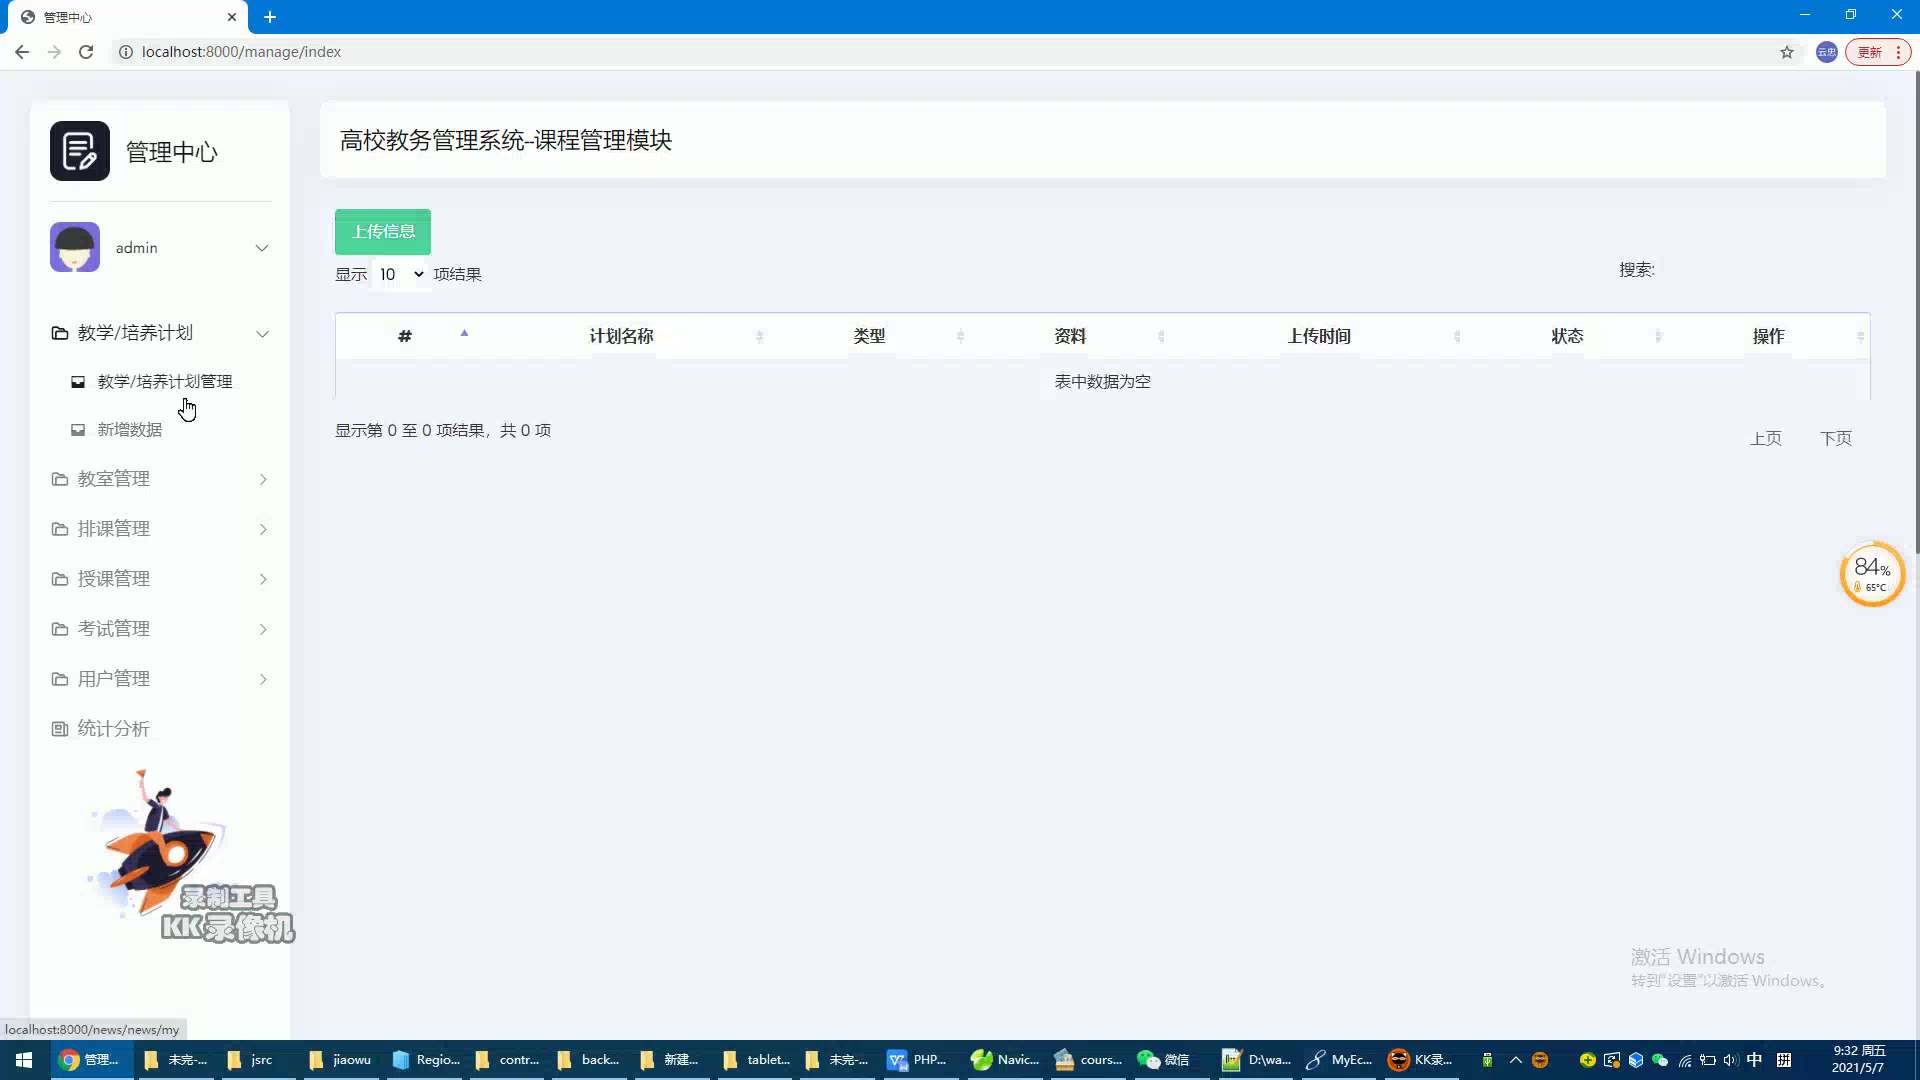 管理中心
localhost:8000/manage/index
云忠
更新
管理中心
admin
教学/培养计划
教学/培养计划管理
新增数据
教室管理
排课管理
授课管理
考试管理
用户管理
统计分析
录制工具
KK录像机
高校教务管理系统--课程管理模块
上传信息
显示 10 项结果
搜索:
# 计划名称 类型 资料 上传时间 状态 操作
表中数据为空
显示第 0 至 0 项结果，共 0 项
上页 下页
84%
65°C
激活 Windows
转到"设置"以激活 Windows。
localhost:8000/news/news/my
管理... 未完-... jsrc jiaowu Regio... contr... back... 新建... tablet... 未完-... PHP... Navic... cours... 微信 D:\wa... MyEc... KK录... 中 拼
9:32 周五
2021/5/7